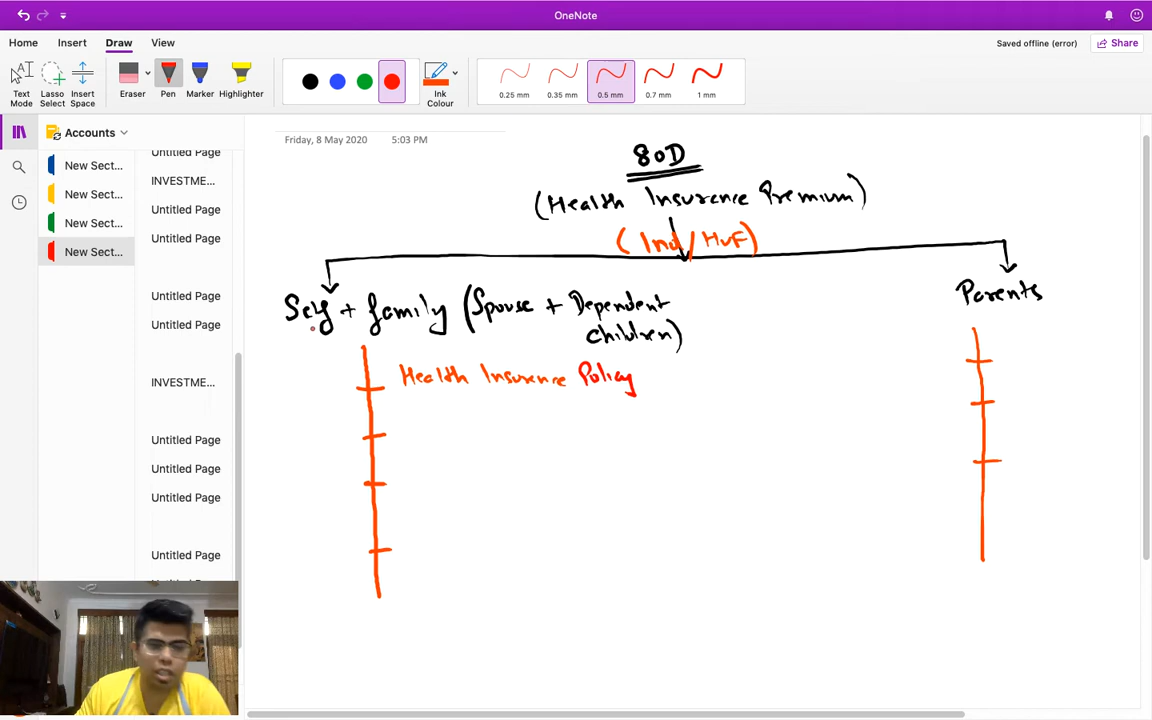 OneNote
Home Insert Draw View
Saved offline (error)
Share
Text Mode
Lasso Select
Insert Space
Eraser
Pen
Marker
Highlighter
Ink Colour
0.25 mm
0.35 mm
0.5 mm
0.7 mm
1 mm
Accounts
New Sect...
New Sect...
New Sect...
New Sect...
Untitled Page
INVESTME...
Untitled Page
Untitled Page
Untitled Page
Untitled Page
INVESTME...
Untitled Page
Untitled Page
Untitled Page
Untitled Page
Friday, 8 May 2020 5:03 PM
80D
(Health Insurence Premium)
(Ind/HUF)
Self + family (Spouse + Dependent
children)
Parents
Health Insurence Policy